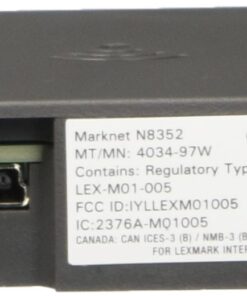 Marknet N8352
MT/MN: 4034-97W
Contains: Regulatory Typ
LEX-M01-005
FCC ID:IYLLEXM01005
IC:2376A-M01005
CANADA: CAN ICES-3 (B) / NMB-3 (B
FOR LEXMARK INTER